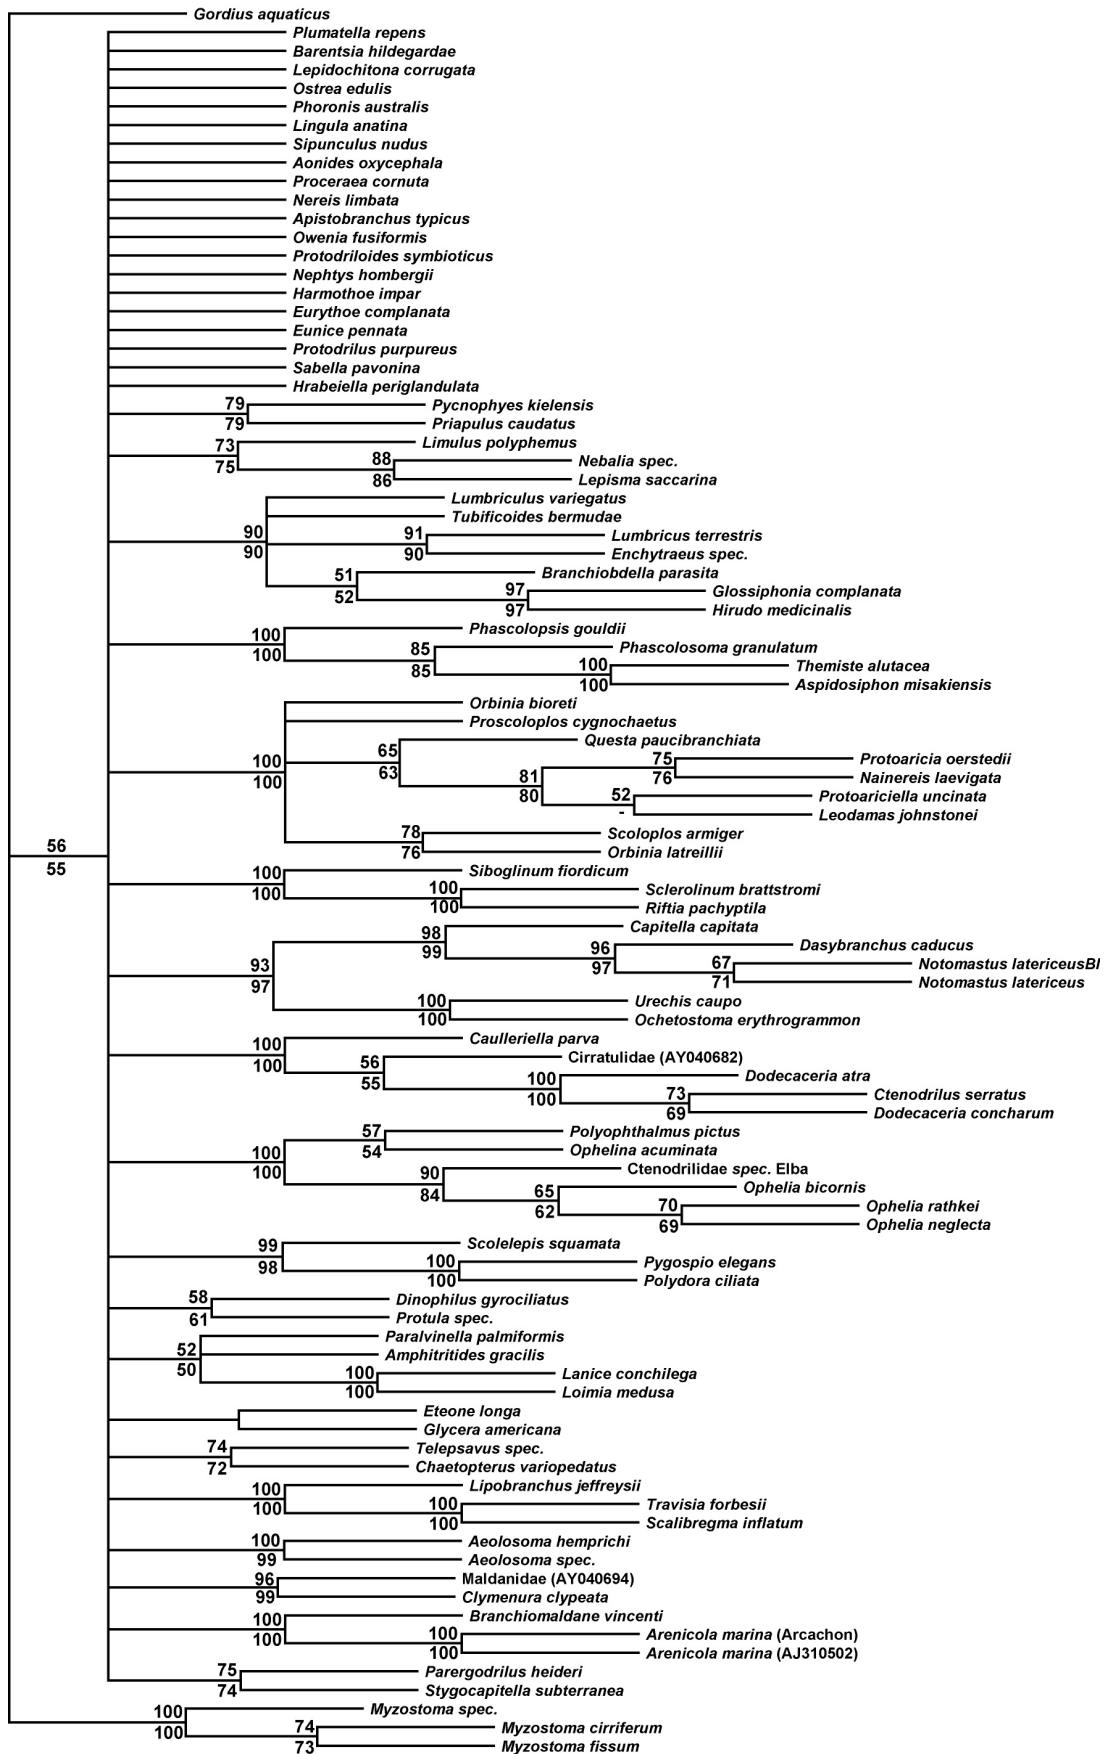 Gordius aquaticus
Plumatella repens
Barentsia hildegardae
Lepidochitona corrugata
Ostrea edulis
Phoronis australis
Lingula anatina
Sipunculus nudus
Aonides oxycephala
Proceraea cornuta
Nereis limbata
Apistobranchus typicus
Owenia fusiformis
Protodriloides symbioticus
Nephtys hombergii
Harmothoe impar
Eurythoe complanata
Eunice pennata
Protodrilus purpureus
Sabella pavonina
Hrabeiella periglandulata
79 Pycnophyes kielensis
79 Priapulus caudatus
73 Limulus polyphemus
88 Nebalia spec.
75
86 Lepisma saccarina
Lumbriculus variegatus
Tubificoides bermudae
90 91 Lumbricus terrestris
90 90 Enchytraeus spec.
51 Branchiobdella parasita
52 97 Glossiphonia complanata
97 Hirudo medicinalis
100 Phascolopsis gouldii
100 85 Phascolosoma granulatum
85 100 Themiste alutacea
100 Aspidosiphon misakiensis
Orbinia bioreti
Proscoloplos cygnochaetus
65 Questa paucibranchiata
100 75 Protoaricia oerstedii
63 81 76 Nainereis laevigata
100 80 52 Protoariciella uncinata
- Leodamas johnstonei
78 Scoloplos armiger
56 76 Orbinia latreillii
55 100 Siboglinum fiordicum
100 100 Sclerolinum brattstromi
100 Riftia pachyptila
98 Capitella capitata
99 96 Dasybranchus caducus
93 97 67 Notomastus latericeusBI
97 71 Notomastus latericeus
100 Urechis caupo
100 Ochetostoma erythrogrammon
100 Caulleriella parva
100 56 Cirratulidae (AY040682)
55 100 Dodecaceria atra
100 73 Ctenodrilus serratus
69 Dodecaceria concharum
57 Polyophthalmus pictus
100 54 Ophelina acuminata
100 90 Ctenodrilidae spec. Elba
84 65 Ophelia bicornis
62 70 Ophelia rathkei
69 Ophelia neglecta
99 Scolelepis squamata
98 100 Pygospio elegans
100 Polydora ciliata
58 Dinophilus gyrociliatus
61 Protula spec.
Paralvinella palmiformis
52 Amphitritides gracilis
50 100 Lanice conchilega
100 Loimia medusa
Eteone longa
Glycera americana
74 Telepsavus spec.
72 Chaetopterus variopedatus
100 Lipobranchus jeffreysii
100 100 Travisia forbesii
100 Scalibregma inflatum
100 Aeolosoma hemprichi
99 Aeolosoma spec.
96 Maldanidae (AY040694)
99 Clymenura clypeata
100 Branchiomaldane vincenti
100 100 Arenicola marina (Arcachon)
100 Arenicola marina (AJ310502)
75 Parergodrilus heideri
74 Stygocapitella subterranea
100 Myzostoma spec.
100 74 Myzostoma cirriferum
73 Myzostoma fissum